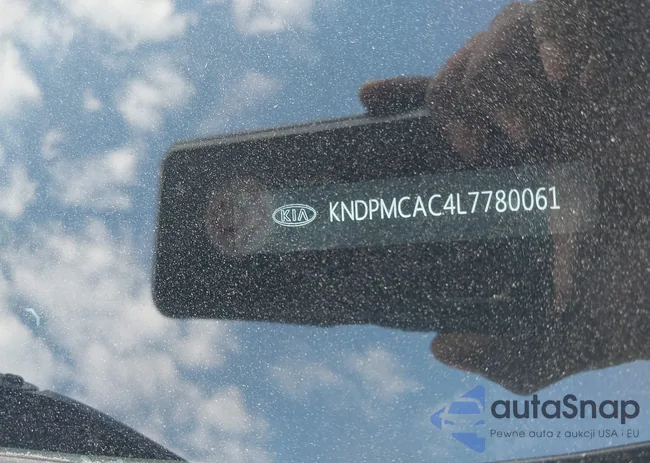 KIA KNDPMCAC4L7780061
autaSnap
Pewne auta z aukcji USA i EU